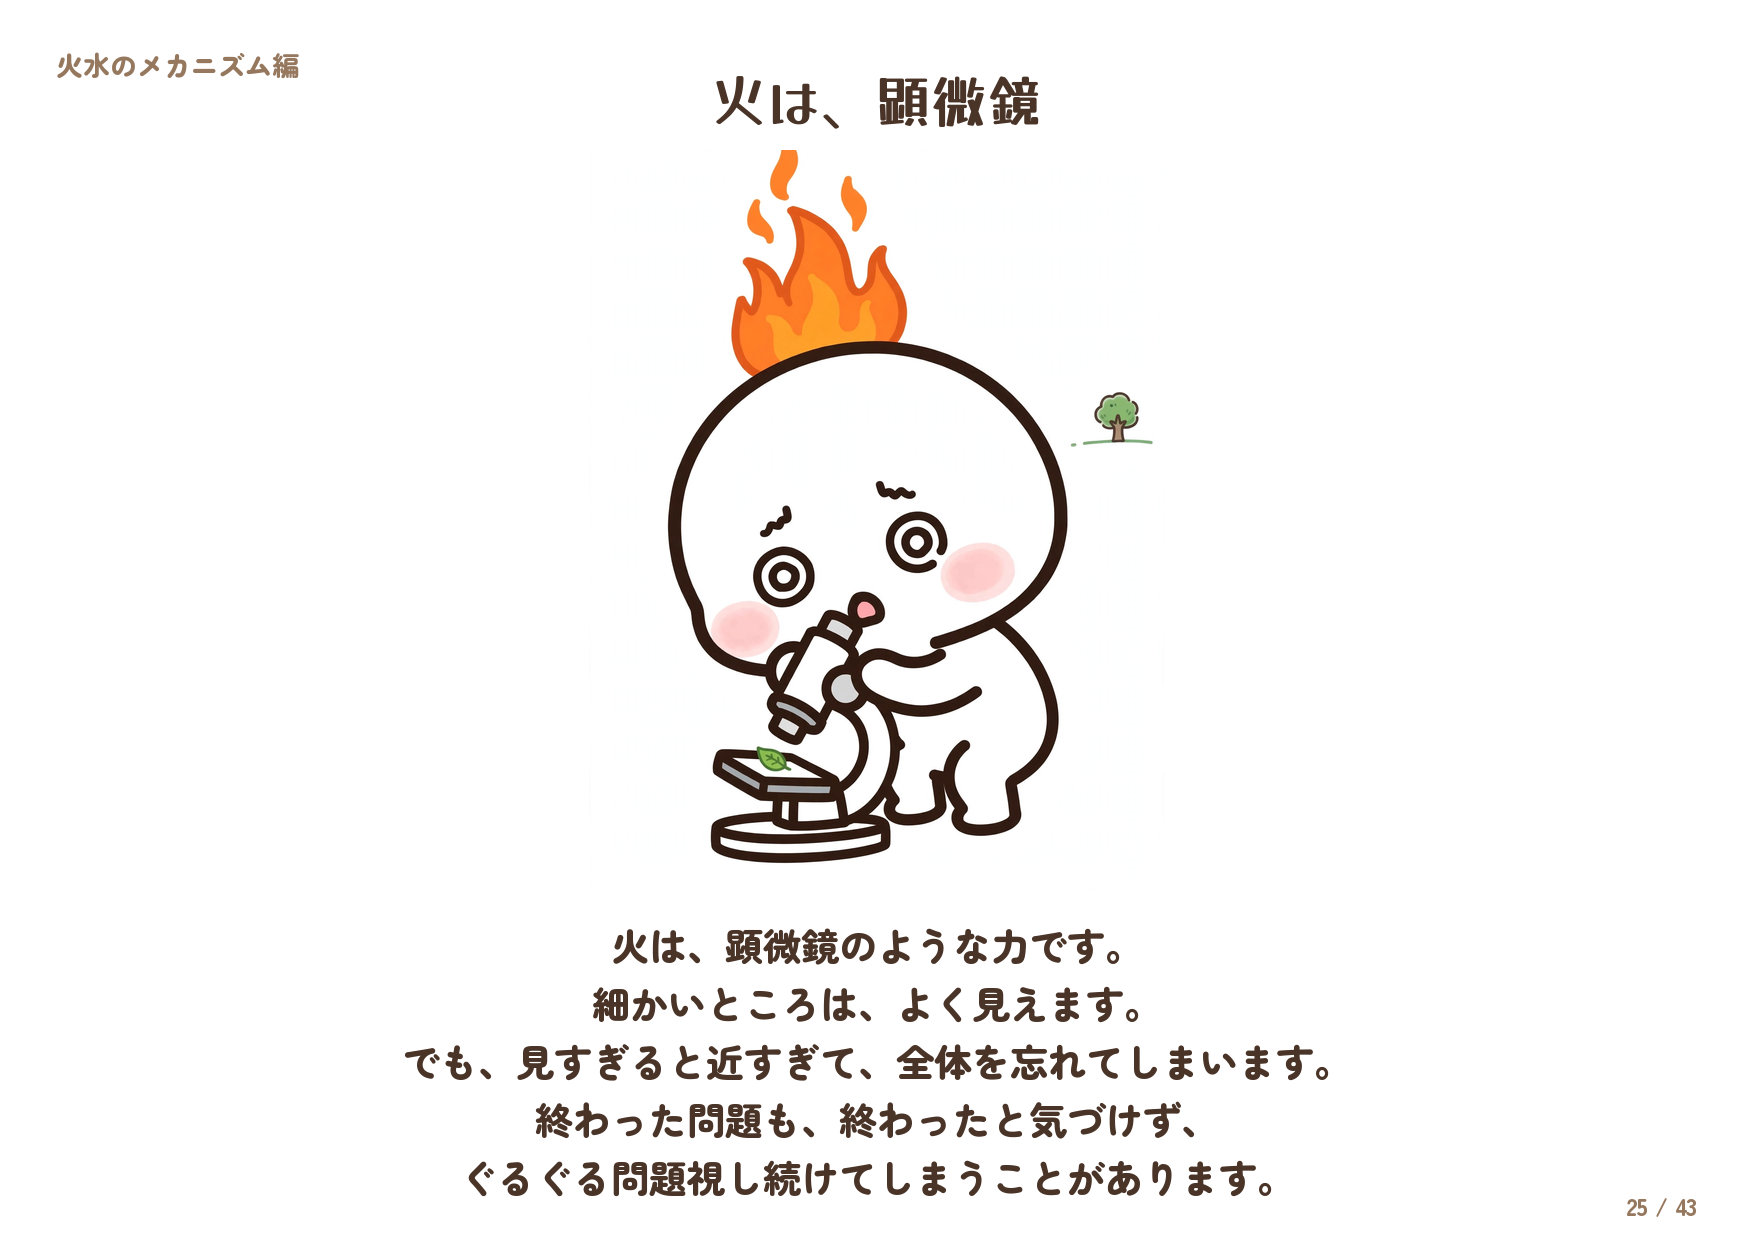 火水のメカニズム編
火は、顕微鏡
火は、顕微鏡のような力です。
細かいところは、よく見えます。
でも、見すぎると近すぎて、全体を忘れてしまいます。
終わった問題も、終わったと気づけず、
ぐるぐる問題視し続けてしまうことがあります。
25 / 43